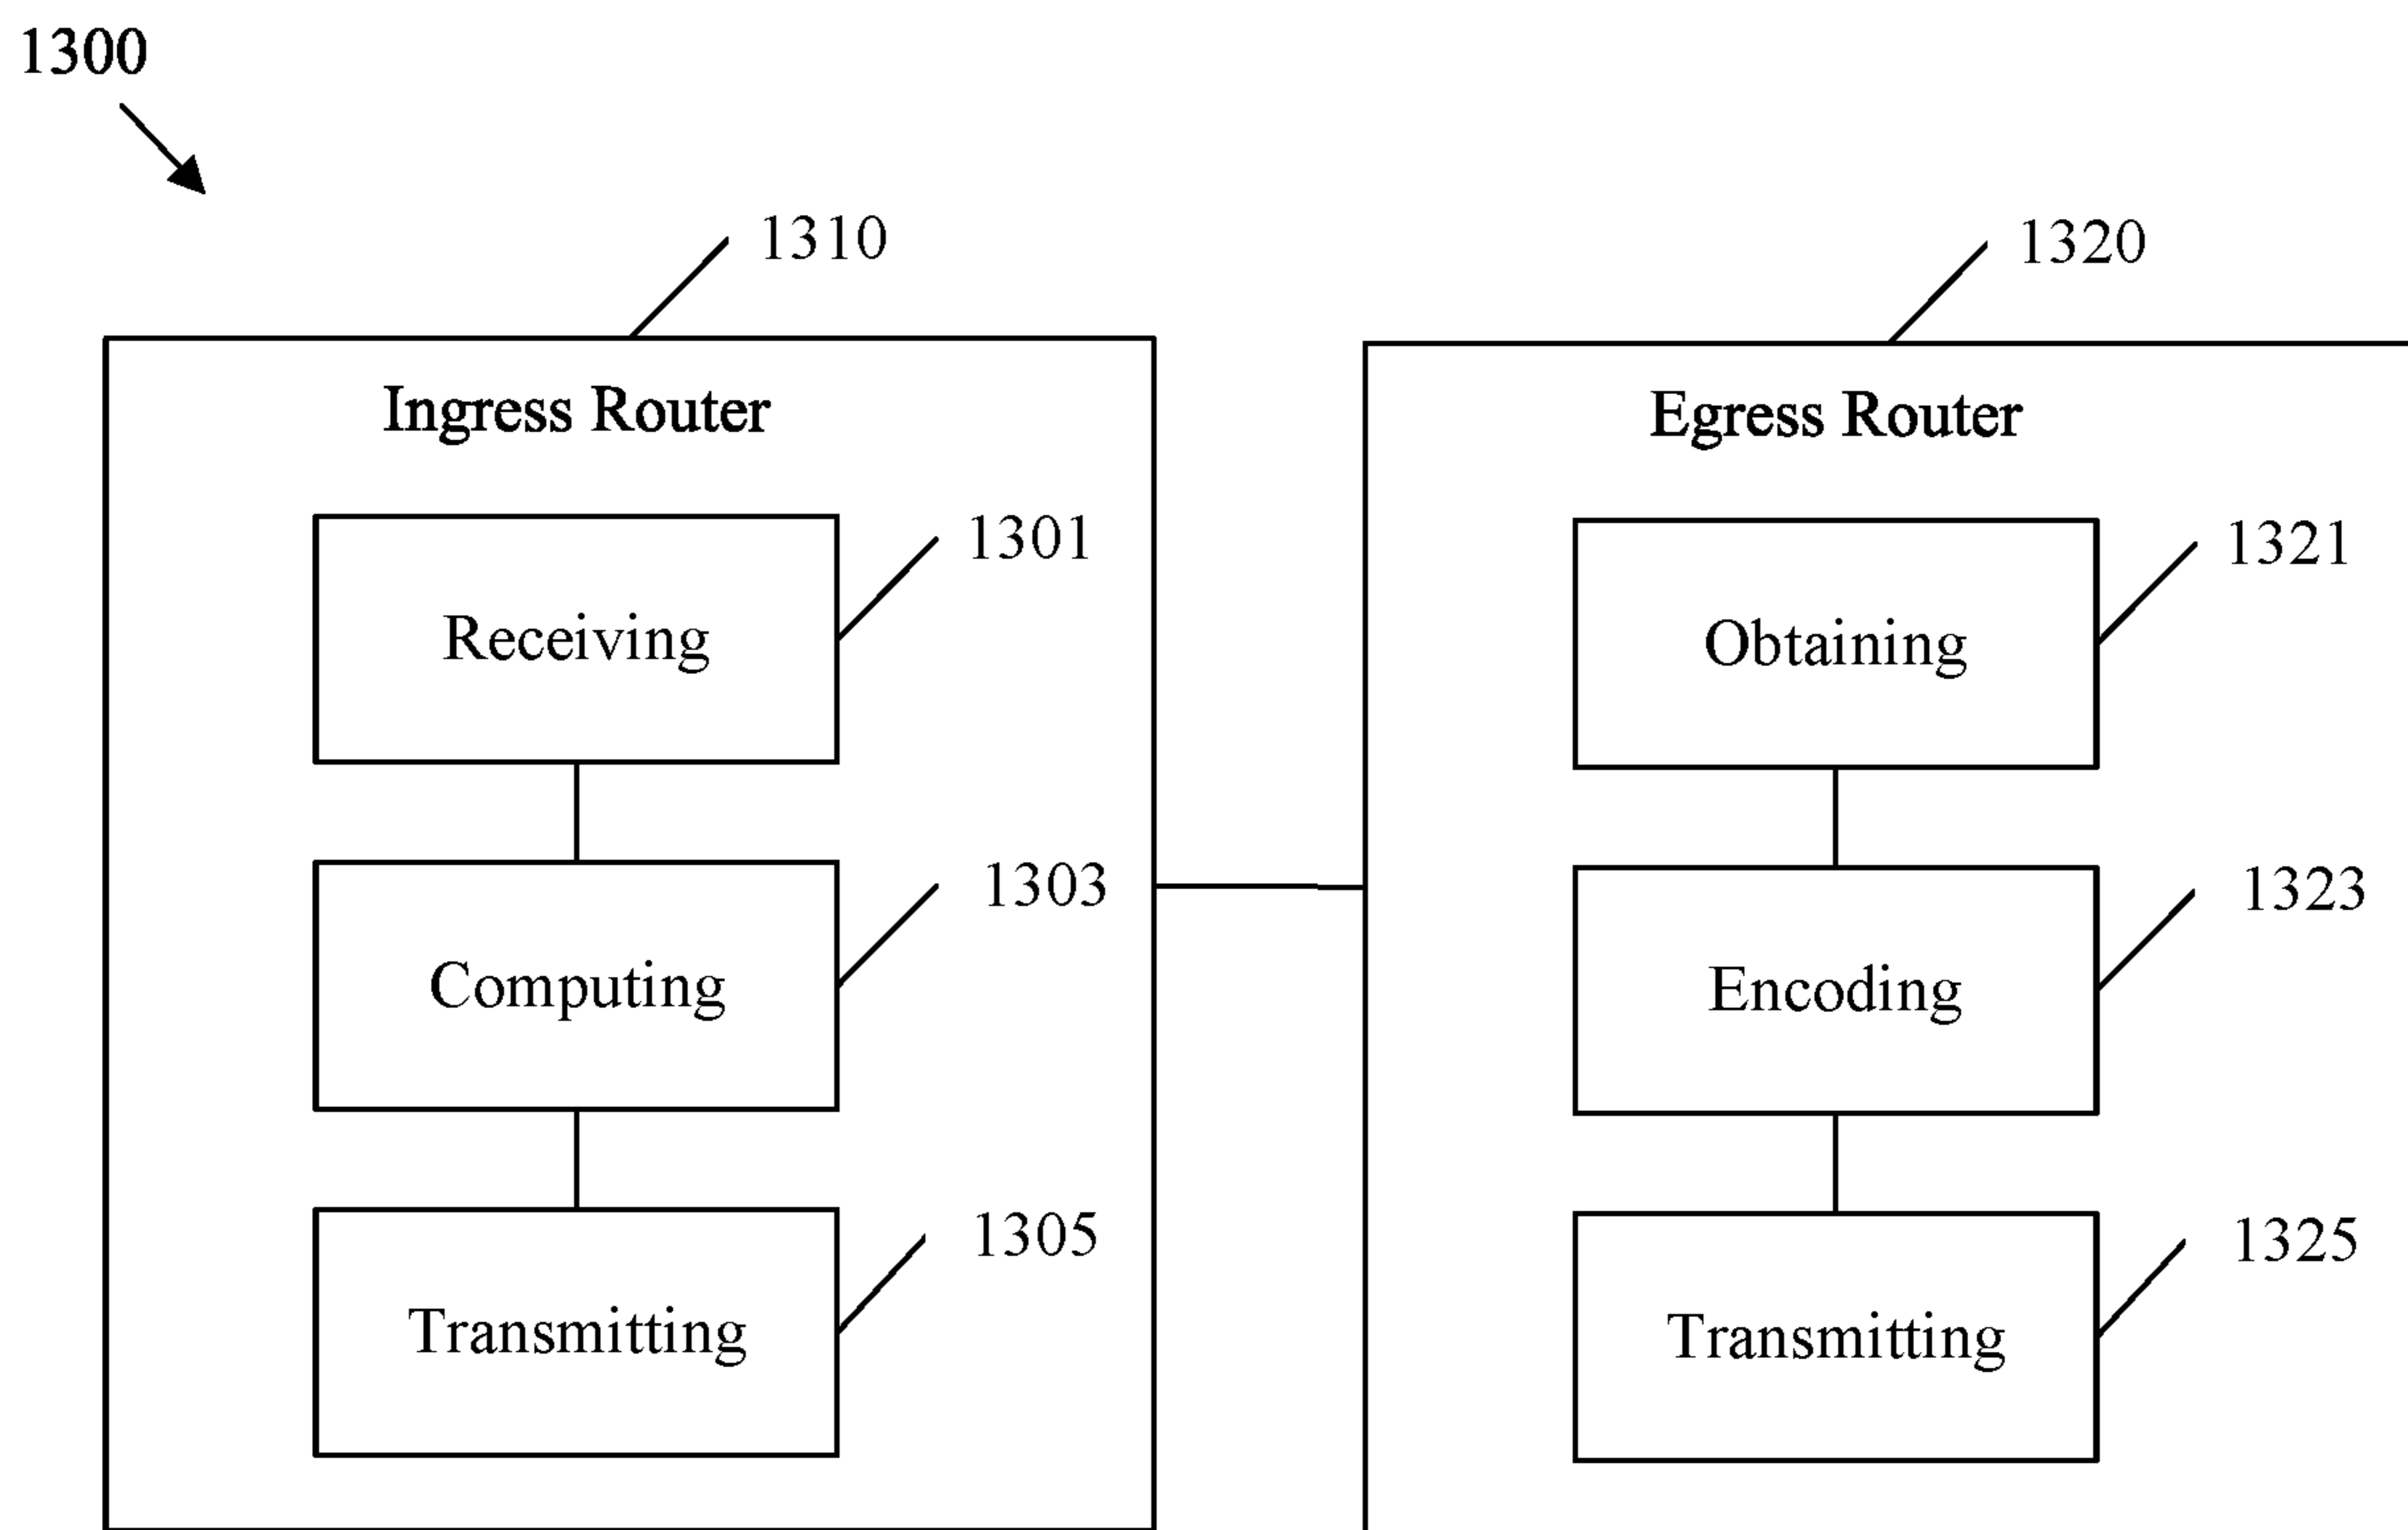 1300
1310
1320
Ingress Router
Egress Router
1301
1321
Receiving
Obtaining
1303
1323
Computing
Encoding
1305
1325
Transmitting
Transmitting